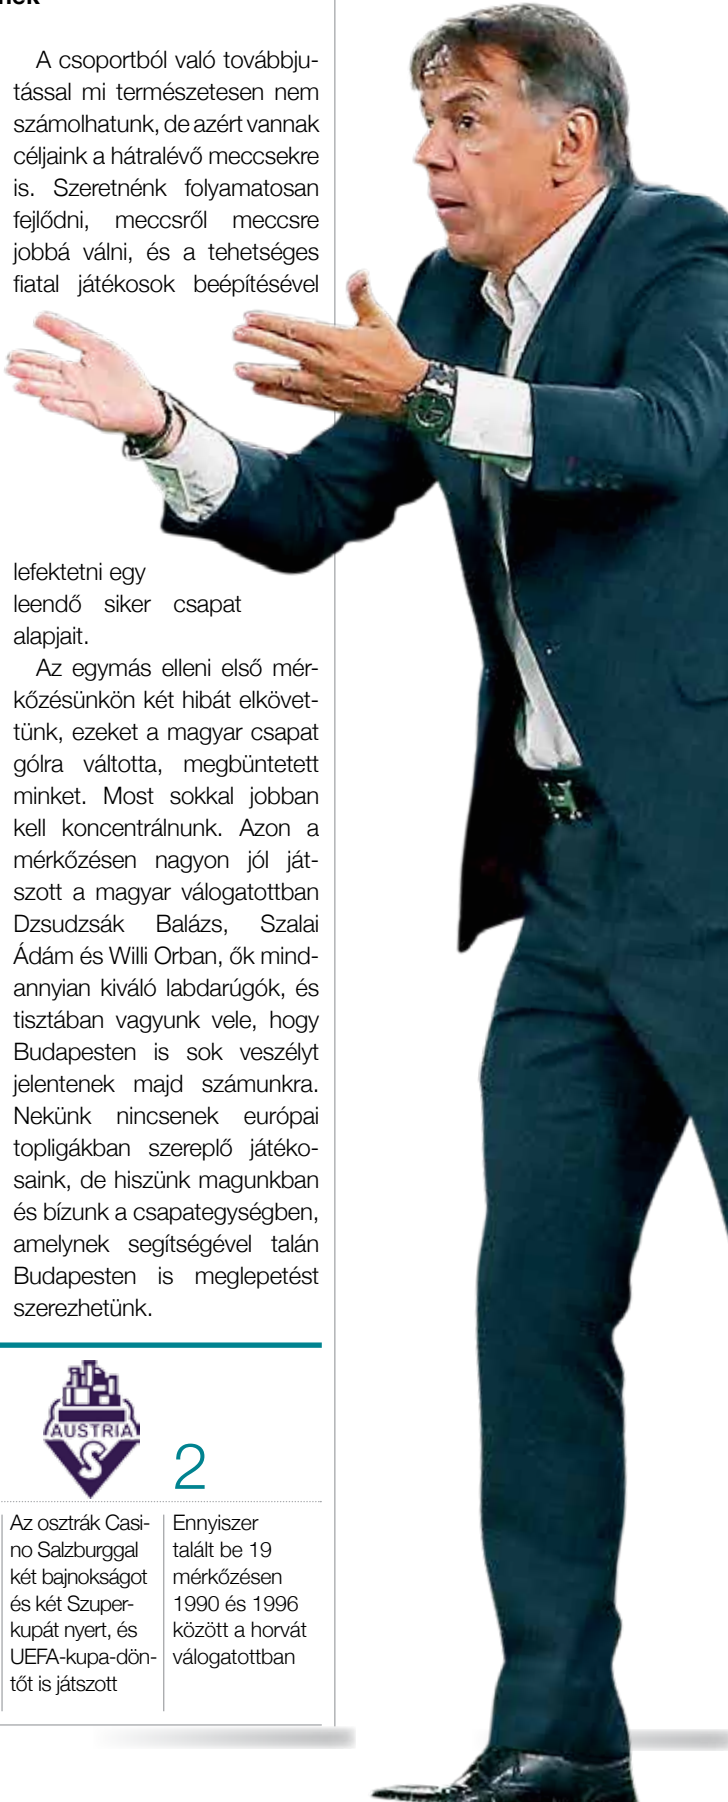 A csoportból való továbbju-
tással mi természetesen nem
számolhatunk, de azért vannak
céljaink a hátralévő meccsekre
is. Szeretnénk folyamatosan
fejlődni, meccsről meccsre
jobbá válni, és a tehetséges
fiatal játékosok beépítésével
lefektetni egy
leendő siker csapat
alapjait.
Az egymás elleni első mér-
kőzésünkön két hibát elkövet-
tünk, ezeket a magyar csapat
gólra váltotta, megbüntetett
minket. Most sokkal jobban
kell koncentrálnunk. Azon a
mérkőzésen nagyon jól ját-
szott a magyar válogatottban
Dzsudzsák Balázs, Szalai
Ádám és Willi Orban, ők mind-
annyian kiváló labdarúgók, és
tisztában vagyunk vele, hogy
Budapesten is sok veszélyt
jelentenek majd számunkra.
Nekünk nincsenek európai
topligákban szereplő játéko-
saink, de hiszünk magunkban
és bízunk a csapategységben,
amelynek segítségével talán
Budapesten is meglepetést
szerezhetünk.
AUSTRIA
S
Az osztrák Casi-
no Salzburggal
két bajnokságot
és két Szuper-
kupát nyert, és
UEFA-kupa-dön-
tőt is játszott
2
Ennyiszer
talált be 19
mérkőzésen
1990 és 1996
között a horvát
válogatottban